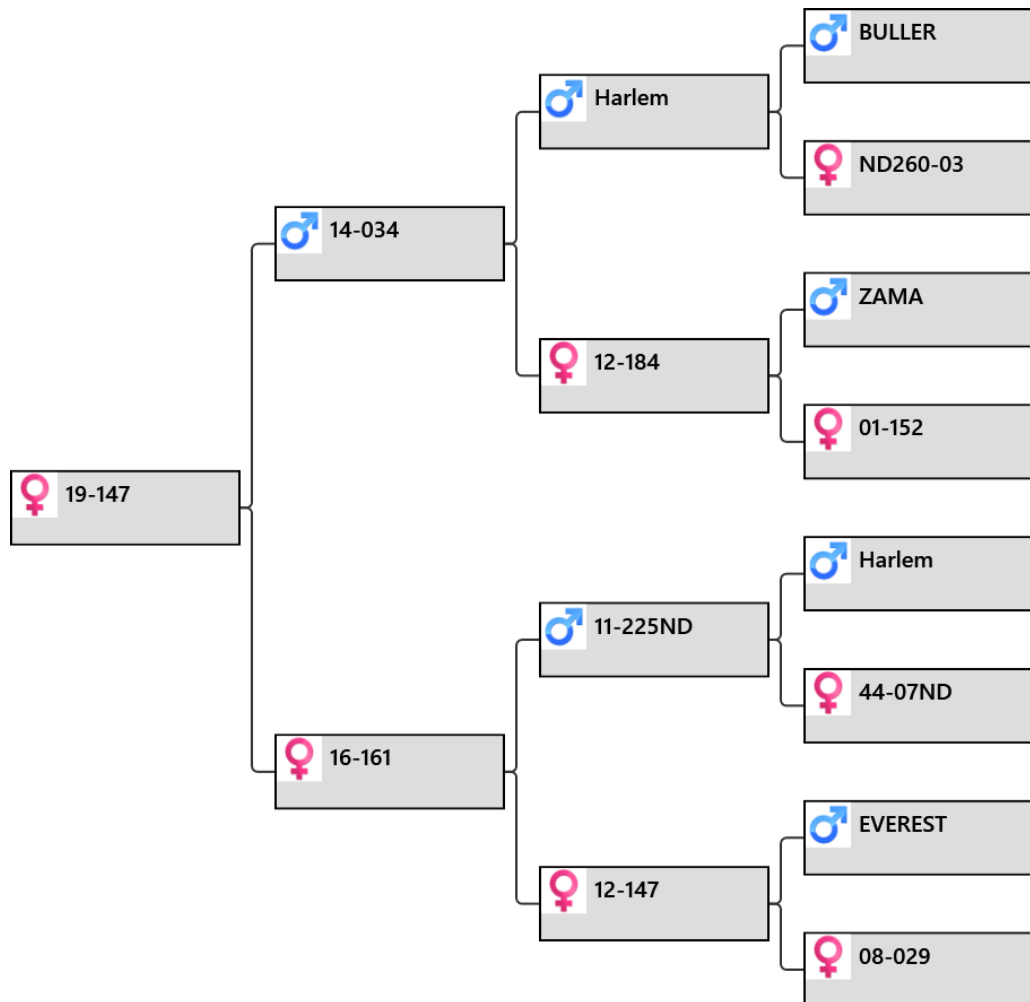 BULLER
Harlem
ND260-03
14-034
ZAMA
12-184
01-152
19-147
Harlem
11-225ND
44-07ND
16-161
EVEREST
12-147
08-029